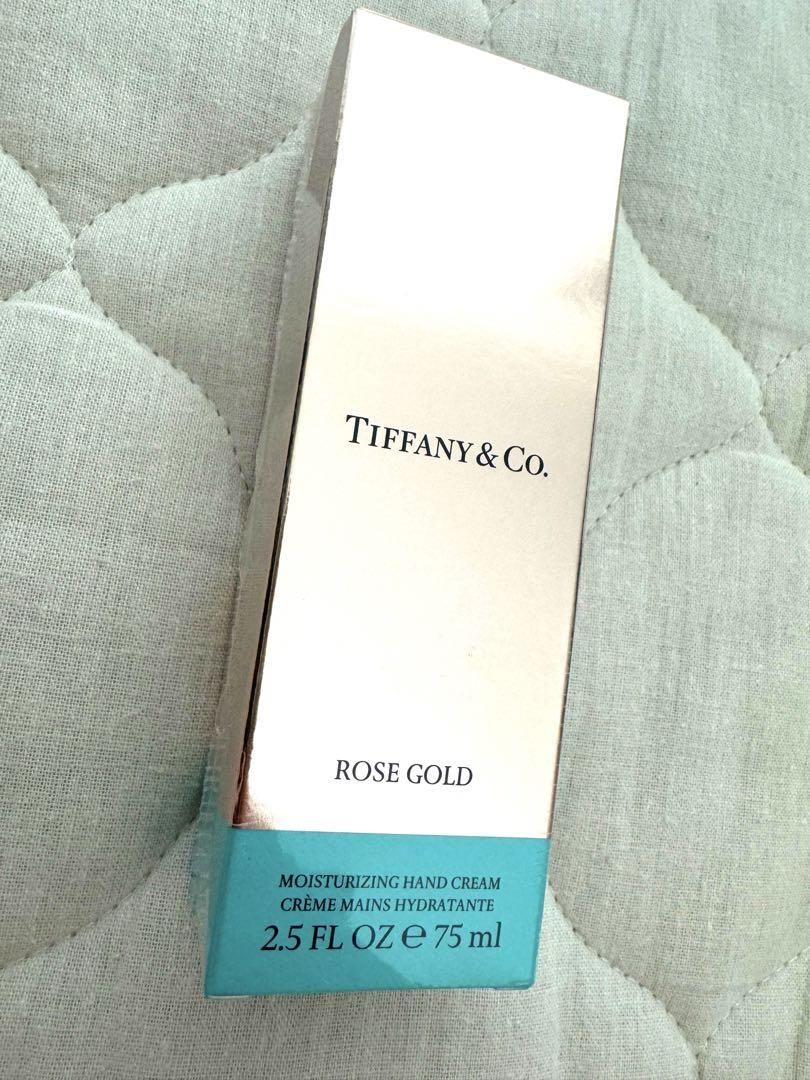 TIFFANY & CO.
ROSE GOLD
MOISTURIZING HAND CREAM
CRÈME MAINS HYDRATANTE
2.5 FL OZ ℮ 75 ml